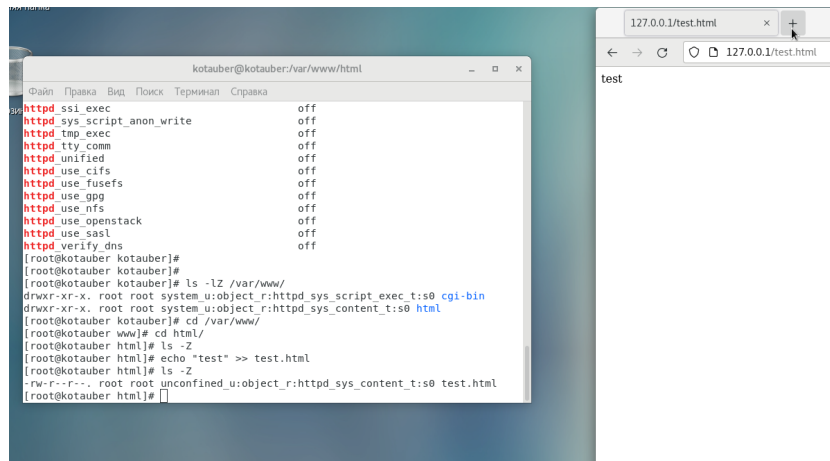 kotauber@kotauber:/var/www/html
Файл Правка Вид Поиск Терминал Справка
httpd_ssi_exec off
httpd_sys_script_anon_write off
httpd_tmp_exec off
httpd_tty_comm off
httpd_unified off
httpd_use_cifs off
httpd_use_fusefs off
httpd_use_gpg off
httpd_use_nfs off
httpd_use_openstack off
httpd_use_sasl off
httpd_verify_dns off
[root@kotauber kotauber]#
[root@kotauber kotauber]#
[root@kotauber kotauber]# ls -lZ /var/www/
drwxr-xr-x. root root system_u:object_r:httpd_sys_script_exec_t:s0 cgi-bin
drwxr-xr-x. root root system_u:object_r:httpd_sys_content_t:s0 html
[root@kotauber kotauber]# cd /var/www/
[root@kotauber www]# cd html/
[root@kotauber html]# ls -Z
[root@kotauber html]# echo "test" >> test.html
[root@kotauber html]# ls -Z
-rw-r--r--. root root unconfined_u:object_r:httpd_sys_content_t:s0 test.html
[root@kotauber html]#
127.0.0.1/test.html
127.0.0.1/test.html
test